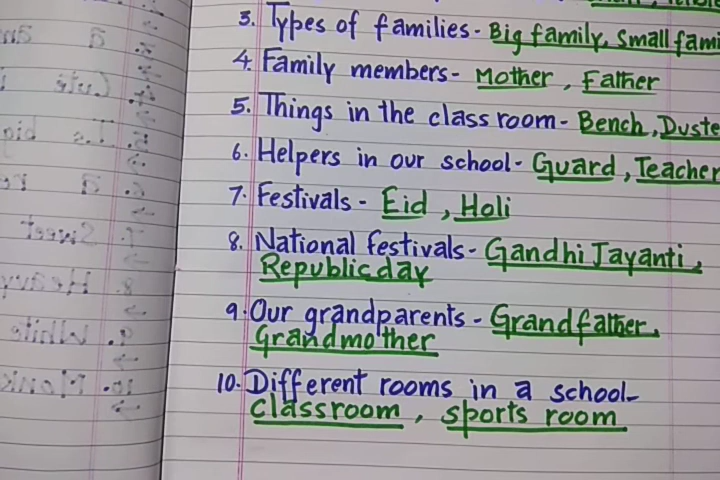 3. Types of families - Big family, Small fami
4. Family members - Mother, Father
5. Things in the class room - Bench, Duste
6. Helpers in our school - Guard, Teacher
7. Festivals - Eid, Holi
8. National festivals - Gandhi Jayanti,
Republic day
9. Our grandparents - Grandfather,
Grandmother
10. Different rooms in a school -
Classroom, sports room